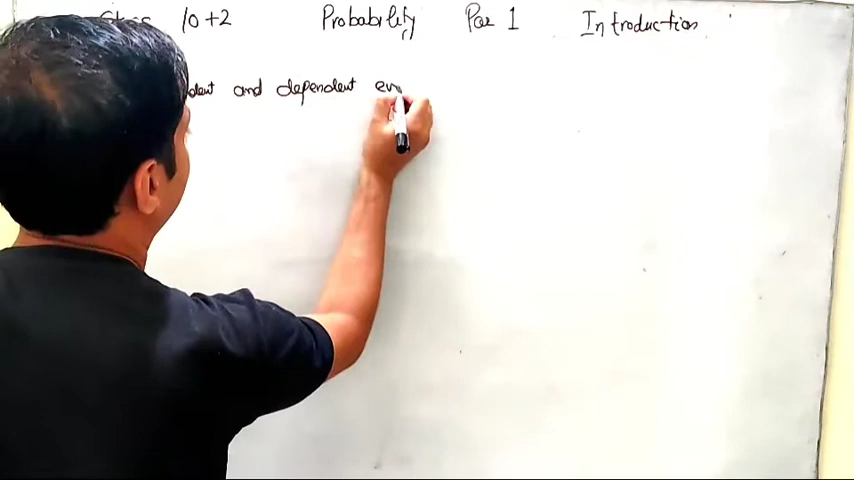 Class 10+2 Probability Par 1 Introduction
dent and dependent eve